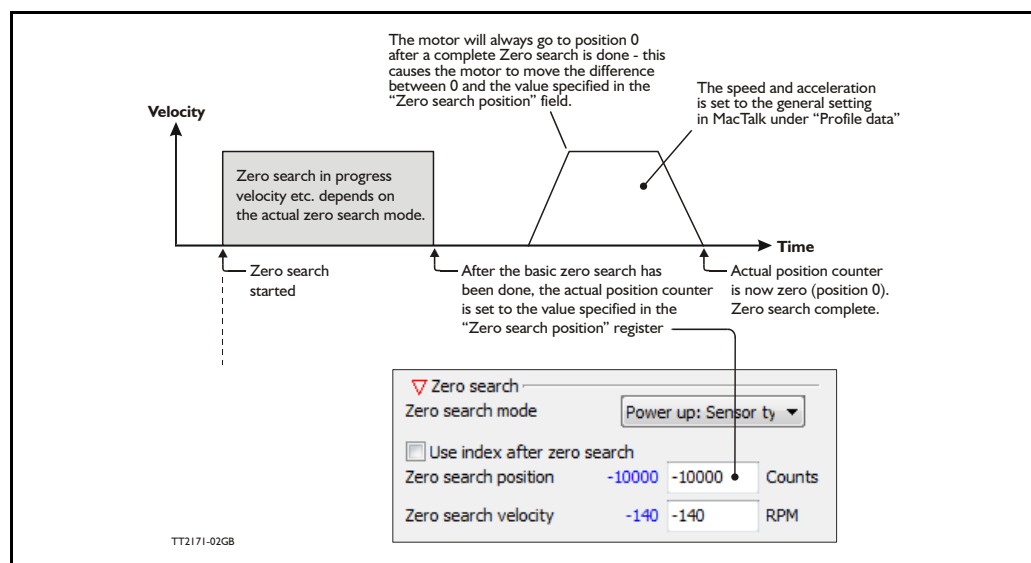 The motor will always go to position 0
after a complete Zero search is done - this
causes the motor to move the difference
between 0 and the value specified in the
“Zero search position” field.
The speed and acceleration
is set to the general setting
in MacTalk under “Profile data”
Velocity
Zero search in progress
velocity etc. depends on
the actual zero search mode.
Time
Zero search
started
After the basic zero search has
been done, the actual position counter
is set to the value specified in the
“Zero search position” register
Actual position counter
is now zero (position 0).
Zero search complete.
Zero search
Zero search mode Power up: Sensor ty
Use index after zero search
Zero search position -10000 -10000 Counts
Zero search velocity -140 -140 RPM
TT2171-02GB